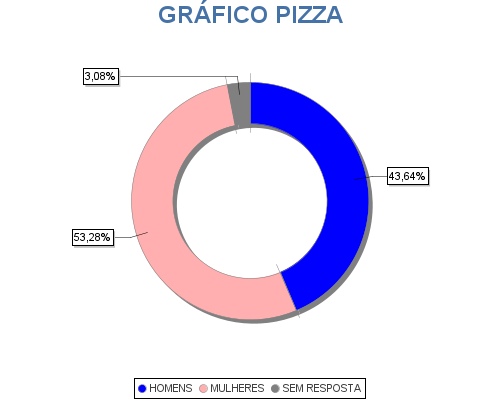 GRÁFICO PIZZA
3,08%
43,64%
53,28%
HOMENS MULHERES SEM RESPOSTA